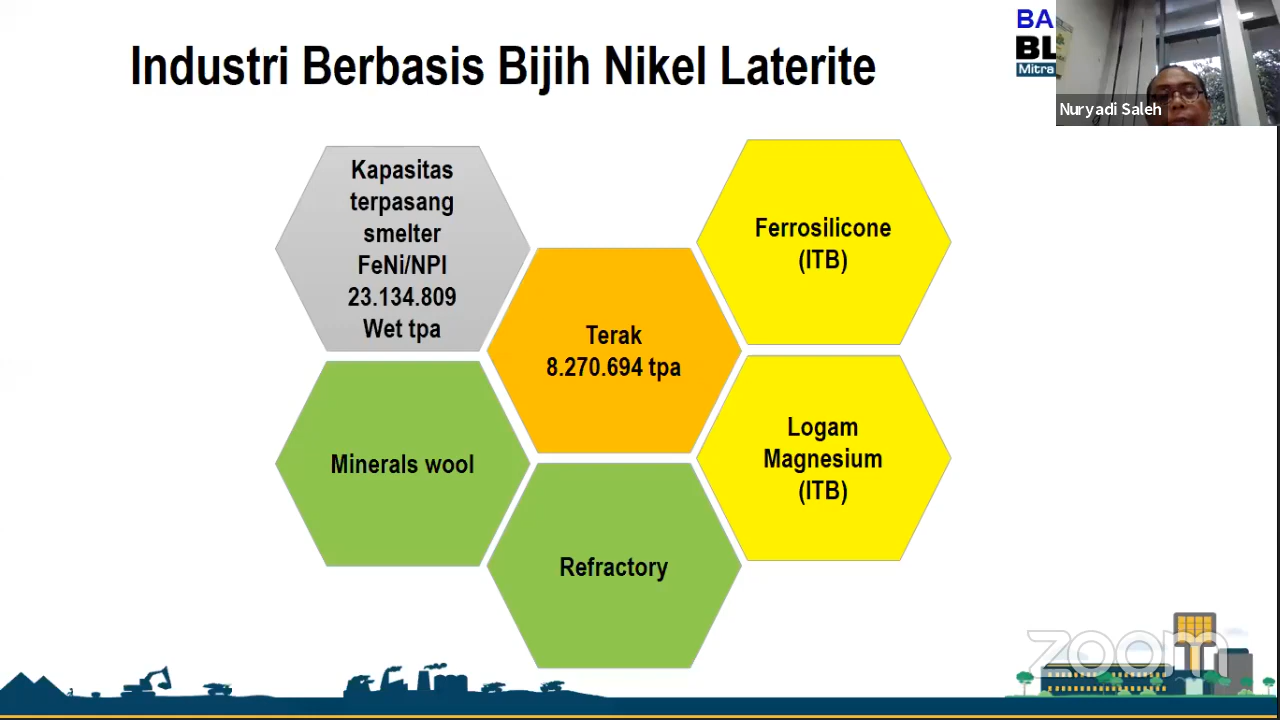 Industri Berbasis Bijih Nikel Laterite
BA
BL
Mitra
Nuryadi Saleh
Kapasitas
terpasang
smelter
FeNi/NPI
23.134.809
Wet tpa
Ferrosilicone
(ITB)
Terak
8.270.694 tpa
Logam
Magnesium
(ITB)
Minerals wool
Refractory
zoom